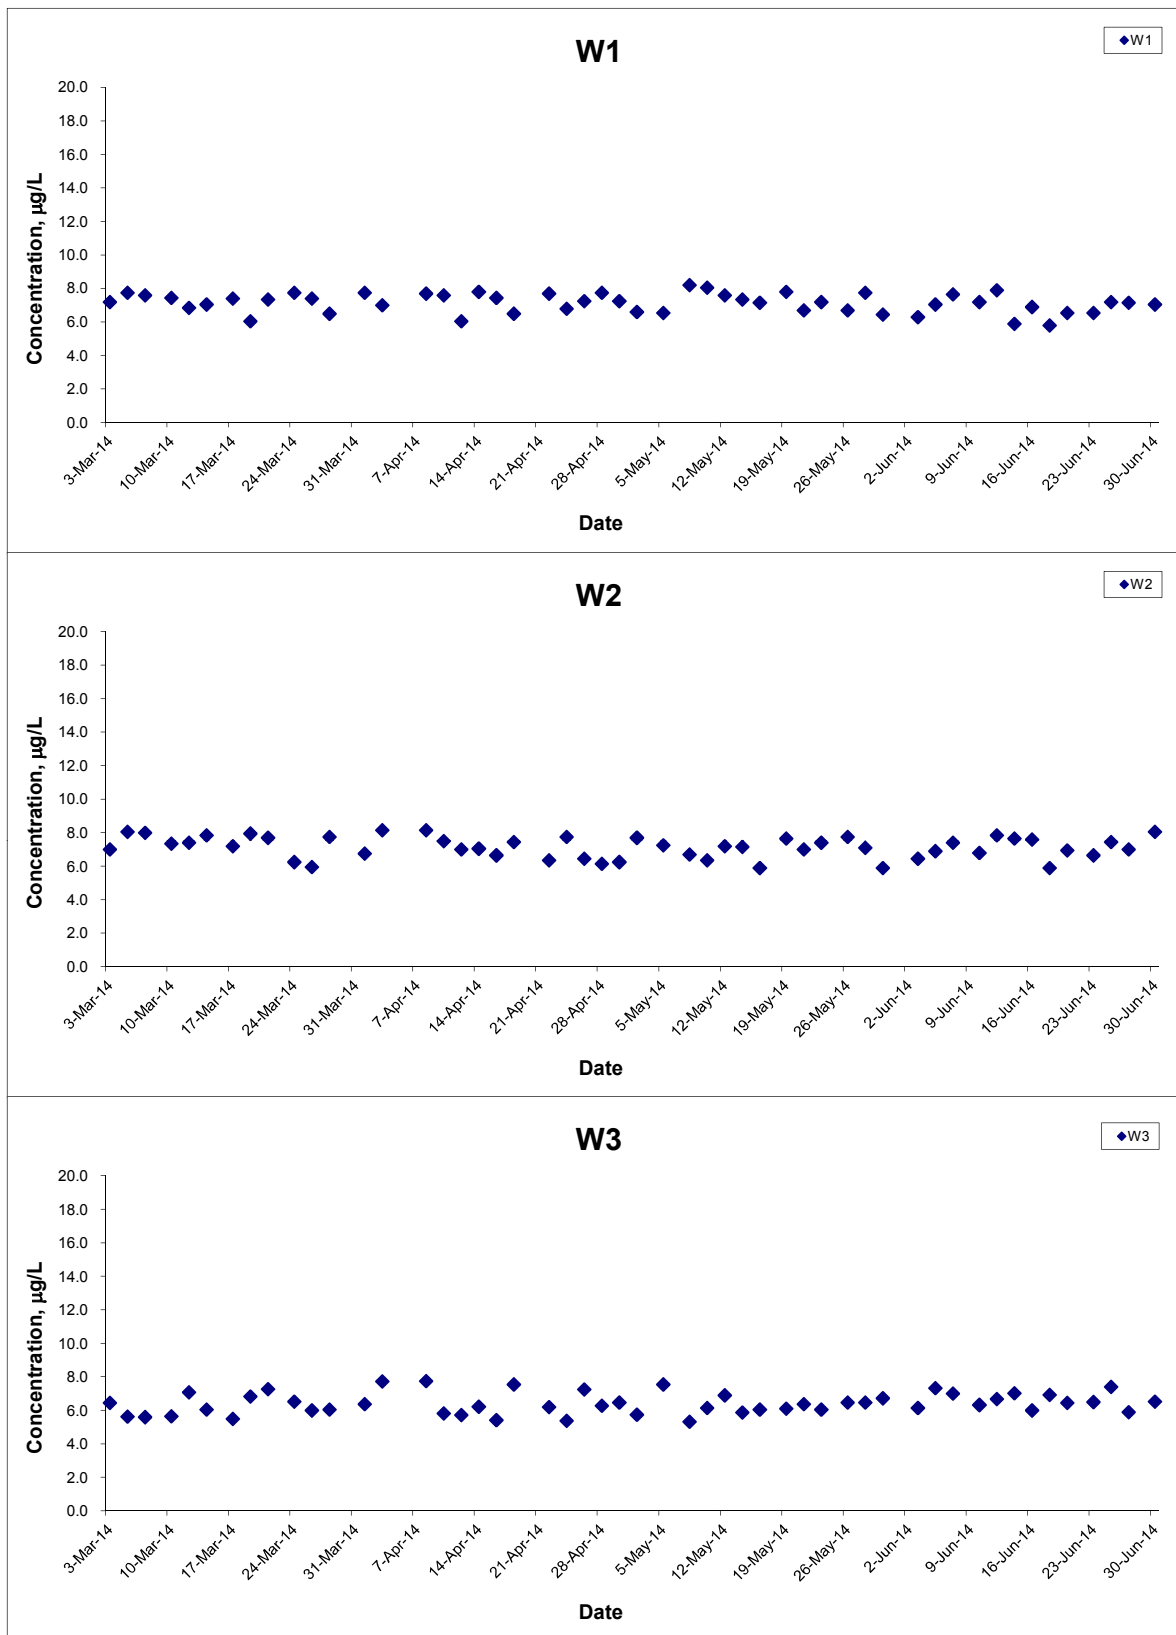 W1
W1
20.0
18.0
16.0
14.0
12.0
10.0
8.0
6.0
4.0
2.0
0.0
Concentration, µg/L
3-Mar-14
10-Mar-14
17-Mar-14
24-Mar-14
31-Mar-14
7-Apr-14
14-Apr-14
21-Apr-14
28-Apr-14
5-May-14
12-May-14
19-May-14
26-May-14
2-Jun-14
9-Jun-14
16-Jun-14
23-Jun-14
30-Jun-14
Date
W2
W2
20.0
18.0
16.0
14.0
12.0
10.0
8.0
6.0
4.0
2.0
0.0
Concentration, µg/L
3-Mar-14
10-Mar-14
17-Mar-14
24-Mar-14
31-Mar-14
7-Apr-14
14-Apr-14
21-Apr-14
28-Apr-14
5-May-14
12-May-14
19-May-14
26-May-14
2-Jun-14
9-Jun-14
16-Jun-14
23-Jun-14
30-Jun-14
Date
W3
W3
20.0
18.0
16.0
14.0
12.0
10.0
8.0
6.0
4.0
2.0
0.0
Concentration, µg/L
3-Mar-14
10-Mar-14
17-Mar-14
24-Mar-14
31-Mar-14
7-Apr-14
14-Apr-14
21-Apr-14
28-Apr-14
5-May-14
12-May-14
19-May-14
26-May-14
2-Jun-14
9-Jun-14
16-Jun-14
23-Jun-14
30-Jun-14
Date